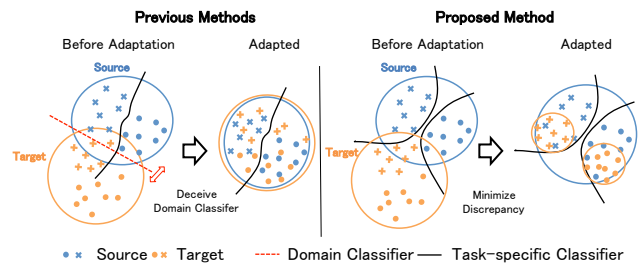 Previous Methods
Before Adaptation
Adapted
Source
Target
Deceive
Domain Classifer
Proposed Method
Before Adaptation
Adapted
Source
Target
Minimize
Discrepancy
Source
Target
Domain Classifier
Task-specific Classifier